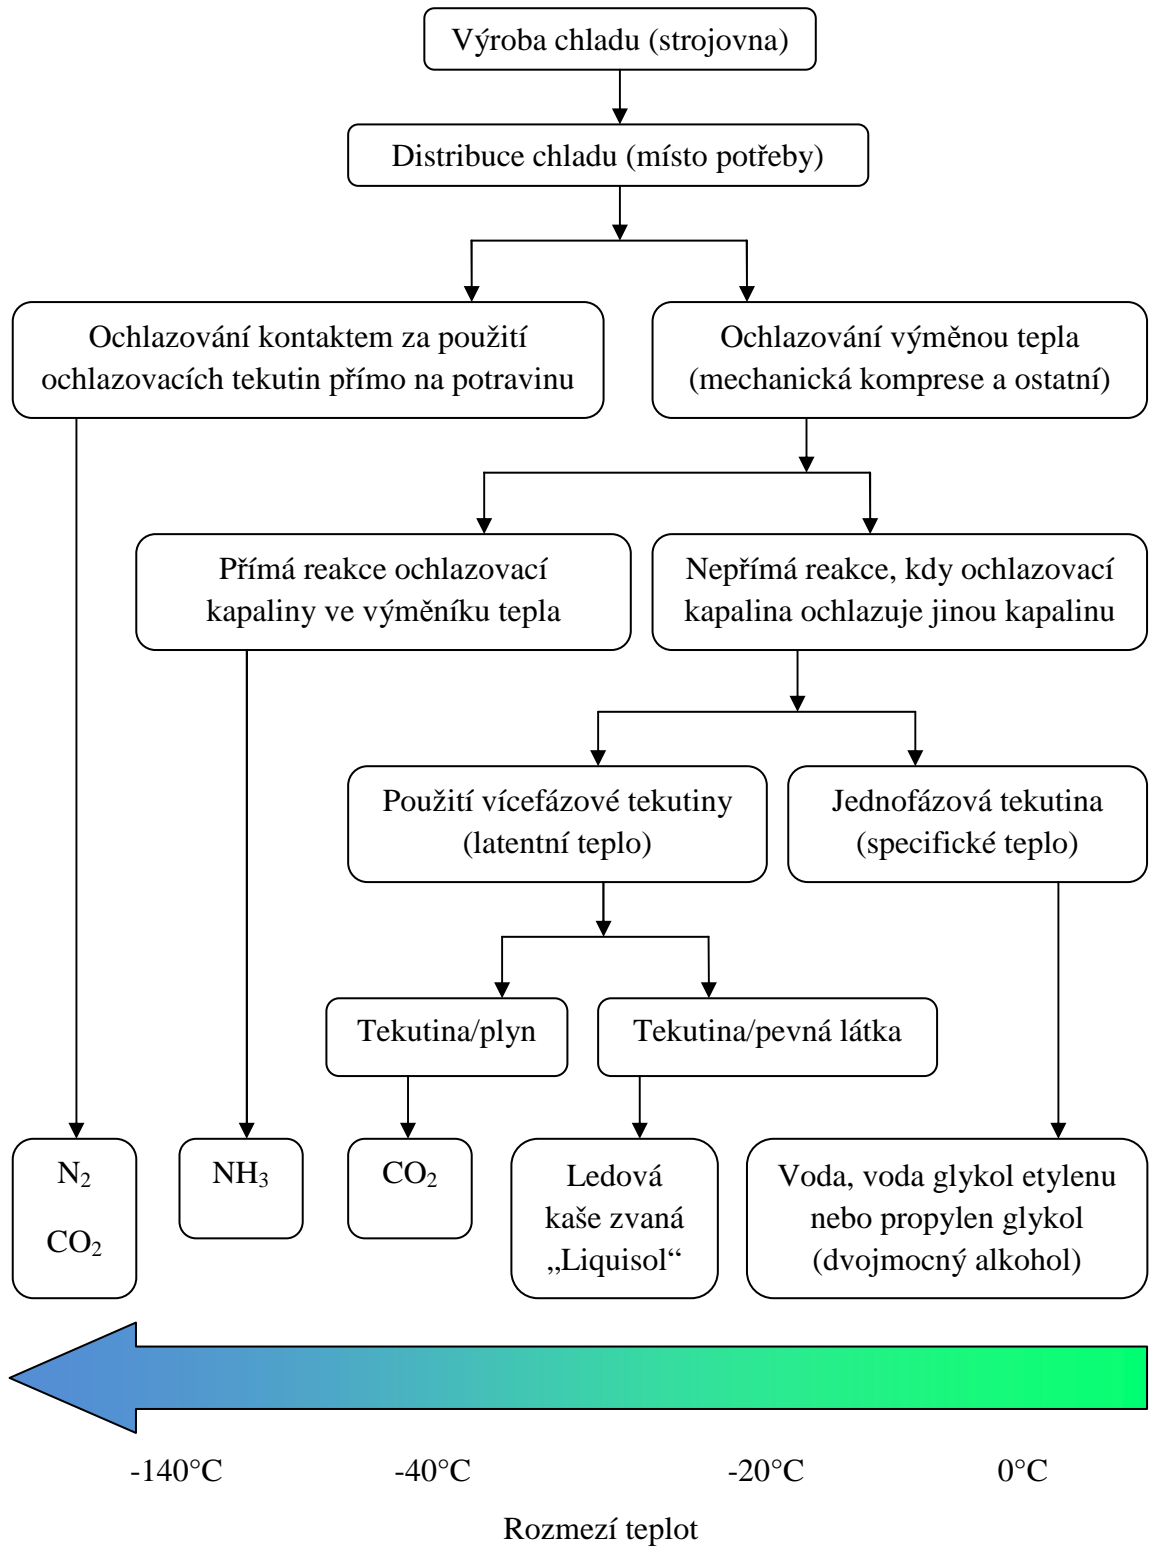 Výroba chladu (strojovna)
Distribuce chladu (místo potřeby)
Ochlazování kontaktem za použití
ochlazovacích tekutin přímo na potravinu
Ochlazování výměnou tepla
(mechanická komprese a ostatní)
Přímá reakce ochlazovací
kapaliny ve výměníku tepla
Nepřímá reakce, kdy ochlazovací
kapalina ochlazuje jinou kapalinu
Použití vícefázové tekutiny
(latentní teplo)
Jednofázová tekutina
(specifické teplo)
Tekutina/plyn
Tekutina/pevná látka
N₂
CO₂
NH₃
CO₂
Ledová
kaše zvaná
„Liquisol“
Voda, voda glykol etylenu
nebo propylen glykol
(dvojmocný alkohol)
-140°C
-40°C
-20°C
0°C
Rozmezí teplot